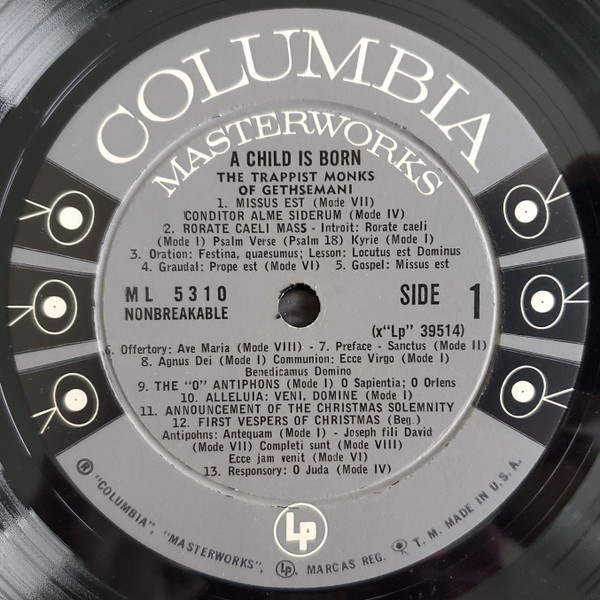 COLUMBIA
MASTERWORKS
A CHILD IS BORN
THE TRAPPIST MONKS
OF GETHSEMANI
1. MISSUS EST (Mode VII)
CONDITOR ALME SIDERUM (Mode IV)
2. RORATE CAELI MASS - Introit: Rorate caeli
(Mode I) Psalm Verse (Psalm 18) Kyrie (Mode I)
3. Oration: Festina, quaesumus; Lesson: Locutus est Dominus
4. Graudal: Prope est (Mode VI) 5. Gospel: Missus est
ML 5310
SIDE 1
NONBREAKABLE
(x"Lp" 39514)
6. Offertory: Ave Maria (Mode VIII) - 7. Preface - Sanctus (Mode II)
8. Agnus Dei (Mode I) Communion: Ecce Virgo (Mode I)
Benedicamus Domino
9. THE "O" ANTIPHONS (Mode I) O Sapientia; O Orlens
10. ALLELUIA: VENI, DOMINE (Mode I)
11. ANNOUNCEMENT OF THE CHRISTMAS SOLEMNITY
12. FIRST VESPERS OF CHRISTMAS (Beg.)
Antipohns: Antequam (Mode I) - Joseph fili David
(Mode VII) Completi sunt (Mode VIII)
Ecce jam venit (Mode VI)
13. Responsory: O Juda (Mode IV)
Lp
® "COLUMBIA", "MASTERWORKS", Lp, MARCAS REG. T. M. MADE IN U. S. A.